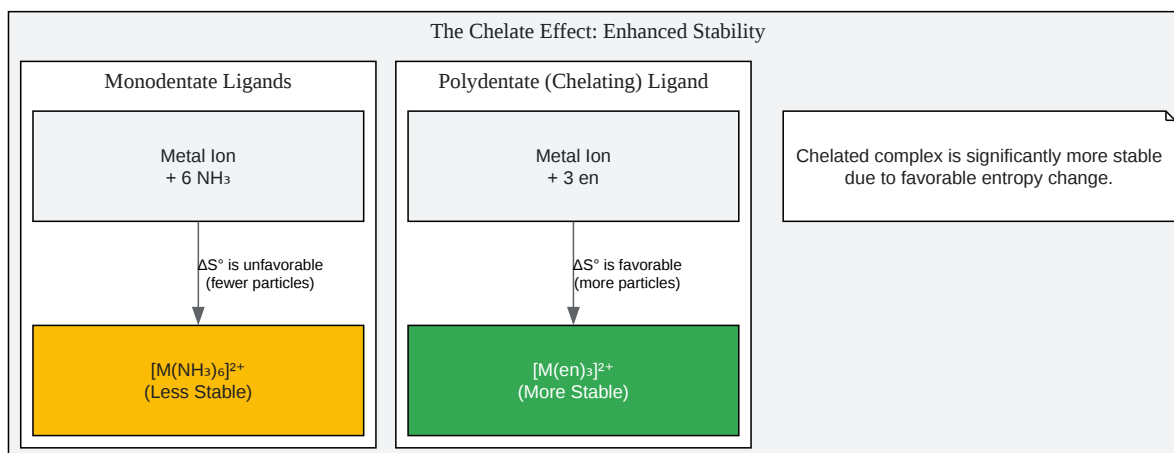 The Chelate Effect: Enhanced Stability
Monodentate Ligands
Metal Ion
+ 6 NH₃
ΔS° is unfavorable
(fewer particles)
[M(NH₃)₆]²⁺
(Less Stable)
Polydentate (Chelating) Ligand
Metal Ion
+ 3 en
ΔS° is favorable
(more particles)
[M(en)₃]²⁺
(More Stable)
Chelated complex is significantly more stable
due to favorable entropy change.